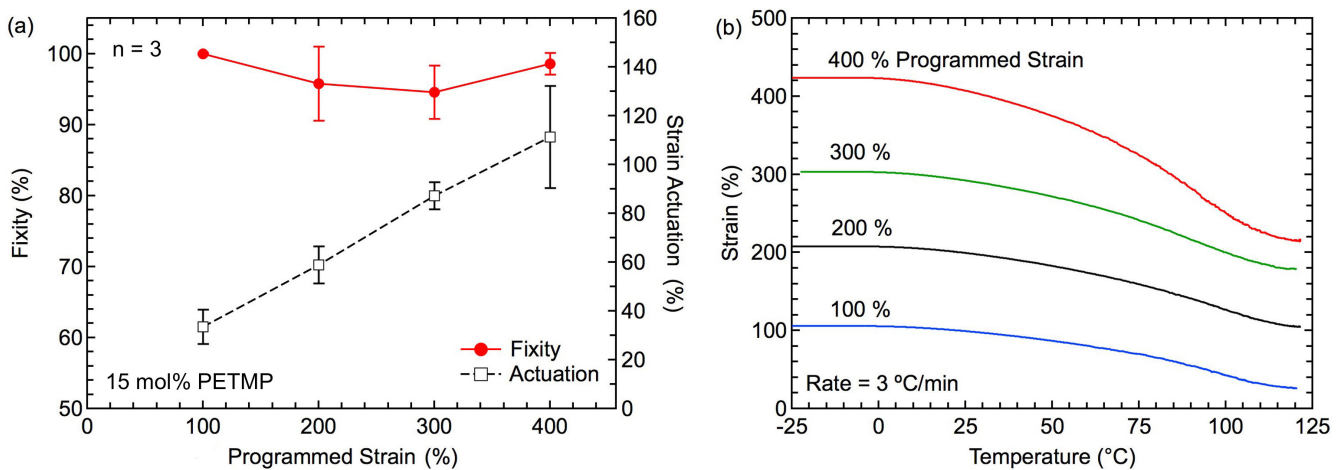 (a)
n = 3
100
90
80
70
60
50
Fixity (%)
160
140
120
100
80
60
40
20
0
Strain Actuation (%)
Fixity
Actuation
15 mol% PETMP
0
100
200
300
400
Programmed Strain (%)
(b)
500
400
300
200
100
0
Strain (%)
400 % Programmed Strain
300 %
200 %
100 %
Rate = 3 ºC/min
-25
0
25
50
75
100
125
Temperature (°C)